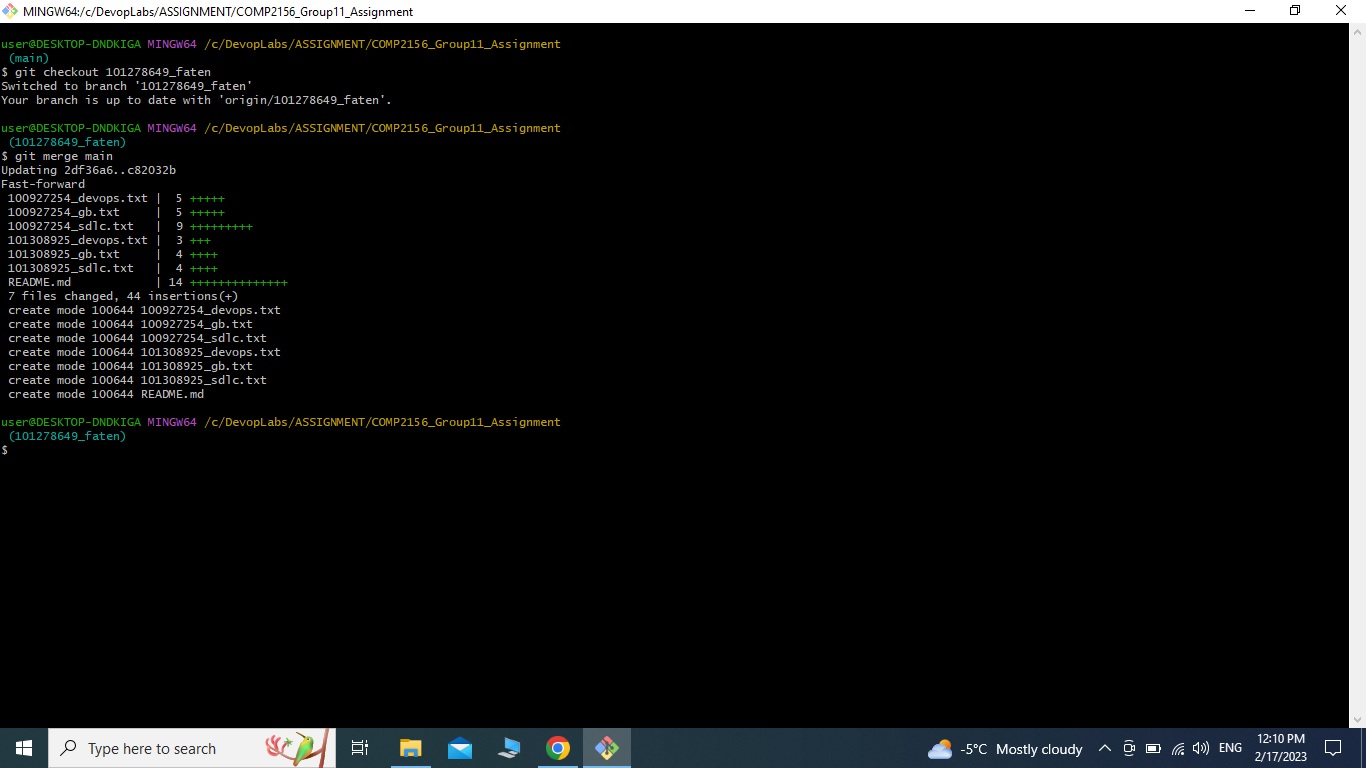 MINGW64:/c/DevopLabs/ASSIGNMENT/COMP2156_Group11_Assignment
user@DESKTOP-DNDKIGA MINGW64 /c/DevopLabs/ASSIGNMENT/COMP2156_Group11_Assignment
(main)
$ git checkout 101278649_faten
Switched to branch '101278649_faten'
Your branch is up to date with 'origin/101278649_faten'.
user@DESKTOP-DNDKIGA MINGW64 /c/DevopLabs/ASSIGNMENT/COMP2156_Group11_Assignment
(101278649_faten)
$ git merge main
Updating 2df36a6..c82032b
Fast-forward
100927254_devops.txt | 5 +++++
100927254_gb.txt | 5 +++++
100927254_sdlc.txt | 9 +++++++++
101308925_devops.txt | 3 +++
101308925_gb.txt | 4 ++++
101308925_sdlc.txt | 4 ++++
README.md | 14 ++++++++++++++
7 files changed, 44 insertions(+)
create mode 100644 100927254_devops.txt
create mode 100644 100927254_gb.txt
create mode 100644 100927254_sdlc.txt
create mode 100644 101308925_devops.txt
create mode 100644 101308925_gb.txt
create mode 100644 101308925_sdlc.txt
create mode 100644 README.md
user@DESKTOP-DNDKIGA MINGW64 /c/DevopLabs/ASSIGNMENT/COMP2156_Group11_Assignment
(101278649_faten)
$
Type here to search
-5°C Mostly cloudy
ENG
12:10 PM
2/17/2023